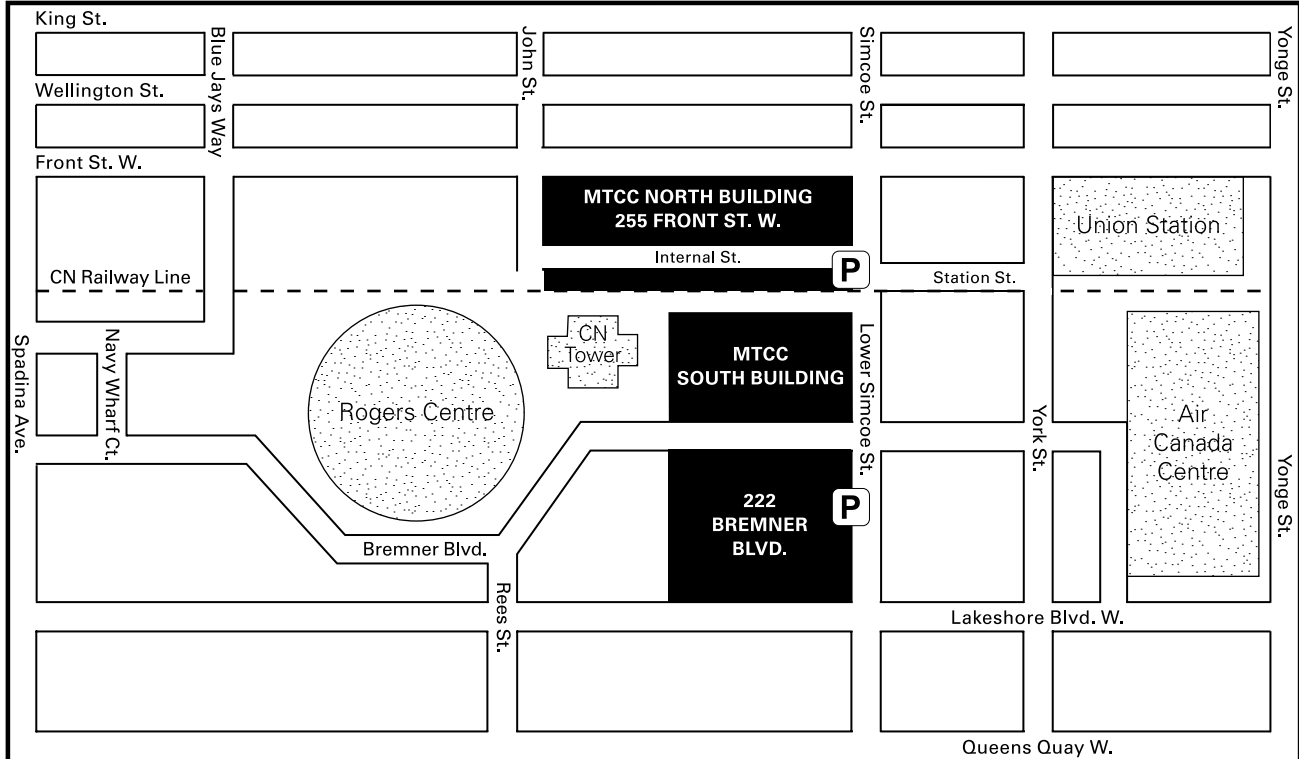 King St.
Blue Jays Way
John St.
Simcoe St.
Yonge St.
Wellington St.
Front St. W.
MTCC NORTH BUILDING
255 FRONT ST. W.
Union Station
Internal St.
P
CN Railway Line
Station St.
Spadina Ave.
Navy Wharf Ct.
CN
Tower
MTCC
SOUTH BUILDING
Lower Simcoe St.
Rogers Centre
York St.
Air
Canada
Centre
Yonge St.
222
BREMNER
BLVD.
P
Bremner Blvd.
Rees St.
Lakeshore Blvd. W.
Queens Quay W.